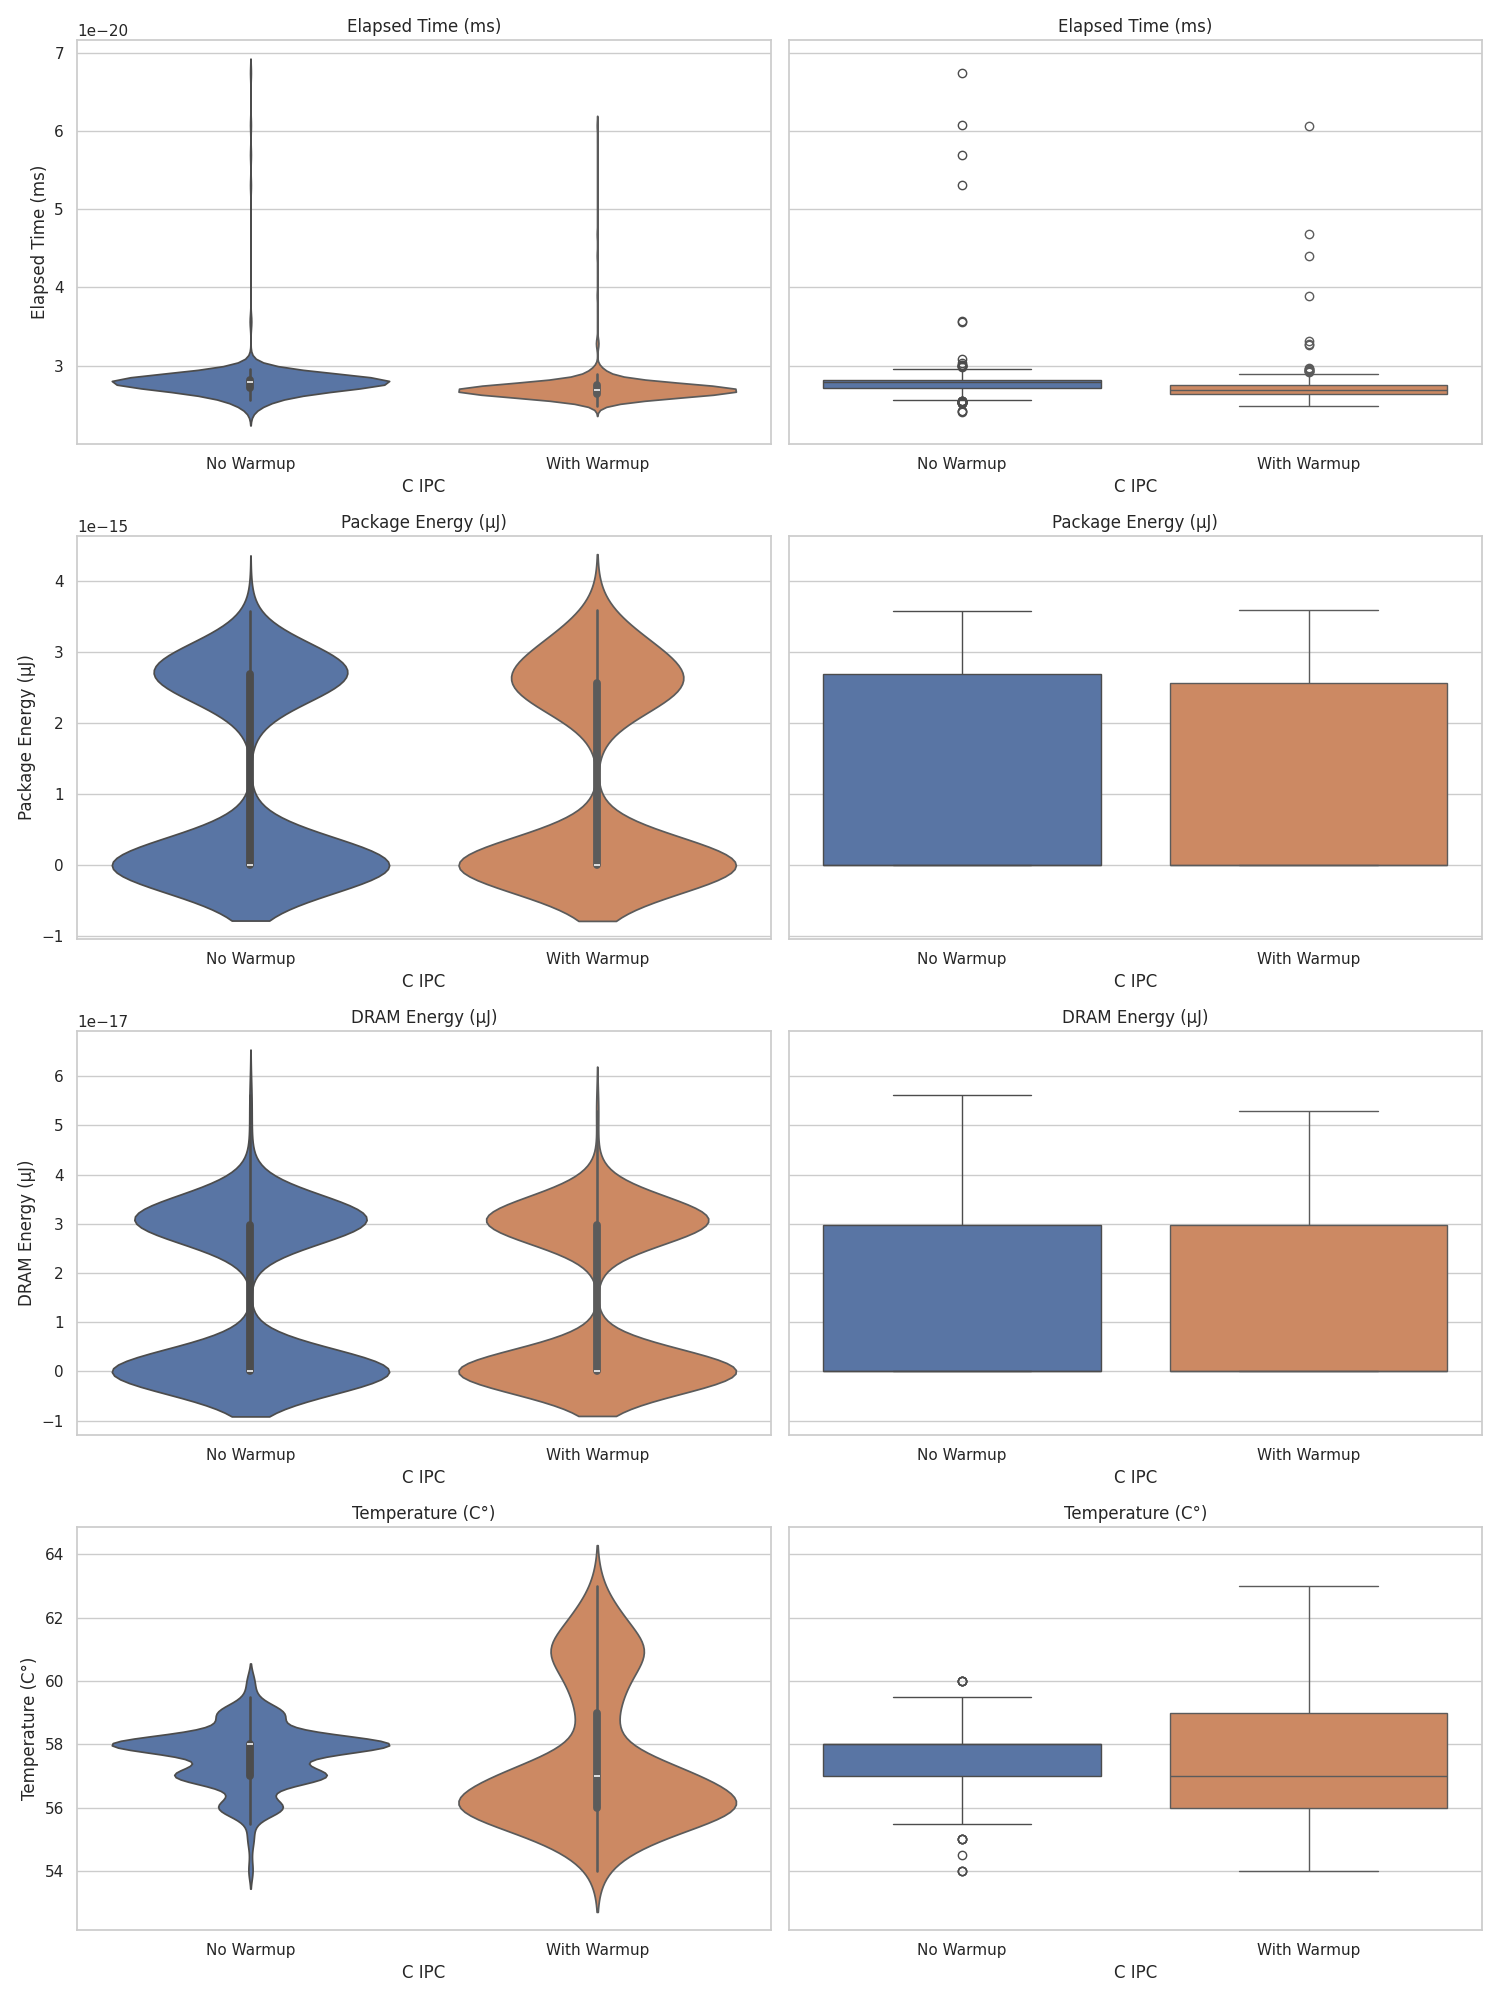 Elapsed Time (ms)
Elapsed Time (ms)
1e−20
7
6
5
4
3
Elapsed Time (ms)
No Warmup
With Warmup
No Warmup
With Warmup
C IPC
C IPC
Package Energy (μJ)
Package Energy (μJ)
1e−15
4
3
2
1
0
−1
Package Energy (μJ)
No Warmup
With Warmup
No Warmup
With Warmup
C IPC
C IPC
DRAM Energy (μJ)
DRAM Energy (μJ)
1e−17
6
5
4
3
2
1
0
−1
DRAM Energy (μJ)
No Warmup
With Warmup
No Warmup
With Warmup
C IPC
C IPC
Temperature (C°)
Temperature (C°)
64
62
60
58
56
54
Temperature (C°)
No Warmup
With Warmup
No Warmup
With Warmup
C IPC
C IPC